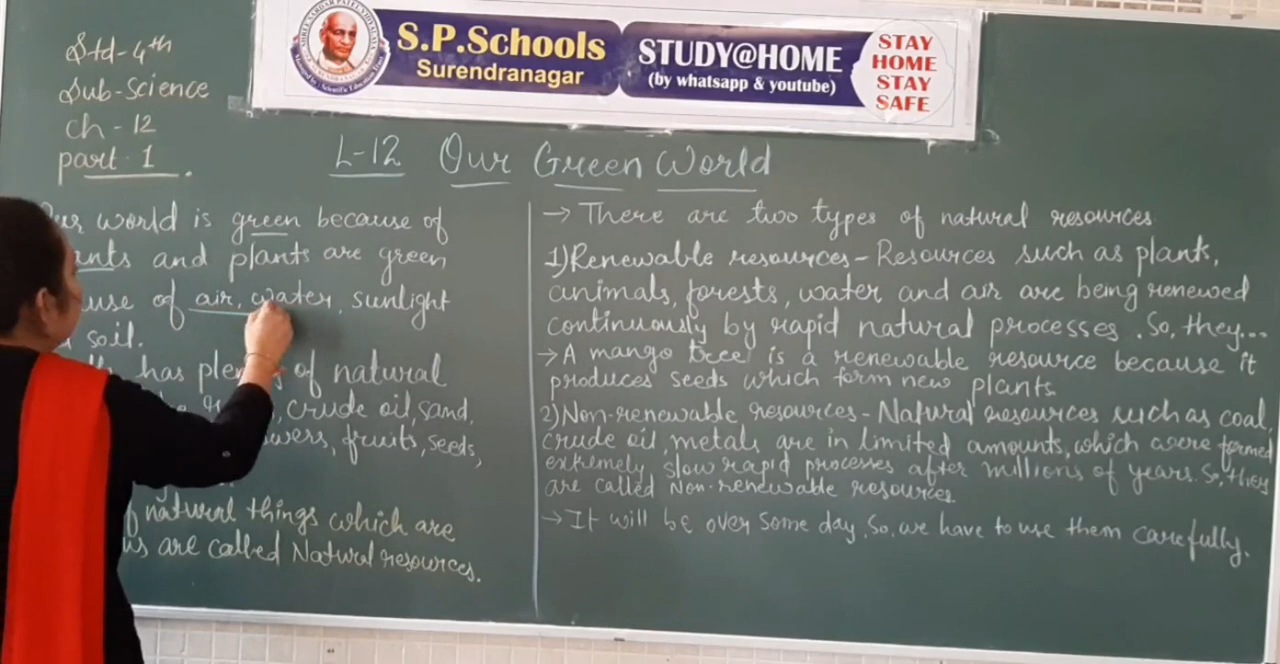 S.P.Schools
Surendranagar
STUDY@HOME
(by whatsapp & youtube)
STAY
HOME
STAY
SAFE
Std-4th
Sub-Science
ch-12
part 1
L-12 Our Green World
world is green because of
and plants are green
of air, water, sunlight
soil.
has of natural
, crude oil, sand,
, fruits, seeds,
natural things which are
are called Natural resources.
→ There are two types of natural resources
1) Renewable resources - Resources such as plants,
animals, forests, water and air are being renewed
continuously by rapid natural processes. So, they...
→ A mango tree is a renewable resource because it
produces seeds which form new plants.
2) Non-renewable resources - Natural resources such as coal,
crude oil, metals are in limited amounts, which were formed
extremely slow rapid processes after millions of years. So, they
are called Non-renewable resources.
→ It will be over some day. So, we have to use them carefully.